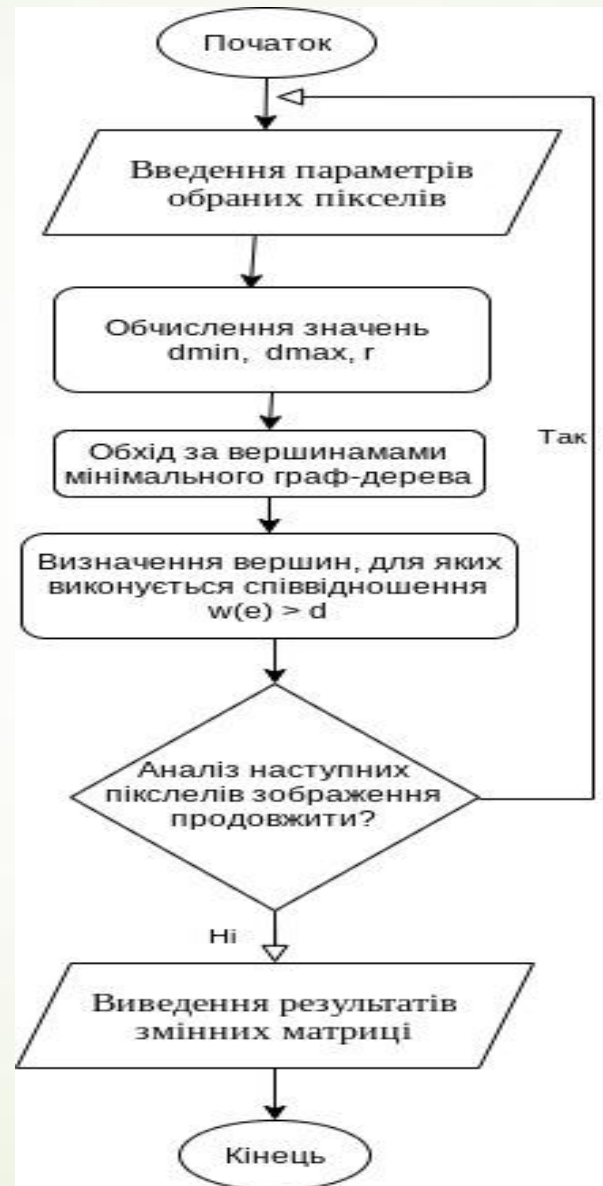 Початок
Введення параметрів
обраних пікселів
Обчислення значень
dmin, dmax, r
Обхід за вершинамами
мінімального граф-дерева
Визначення вершин, для яких
виконується співвідношення
w(e) > d
Аналіз наступних
пікслелів зображення
продовжити?
Так
Ні
Виведення результатів
змінних матриці
Кінець